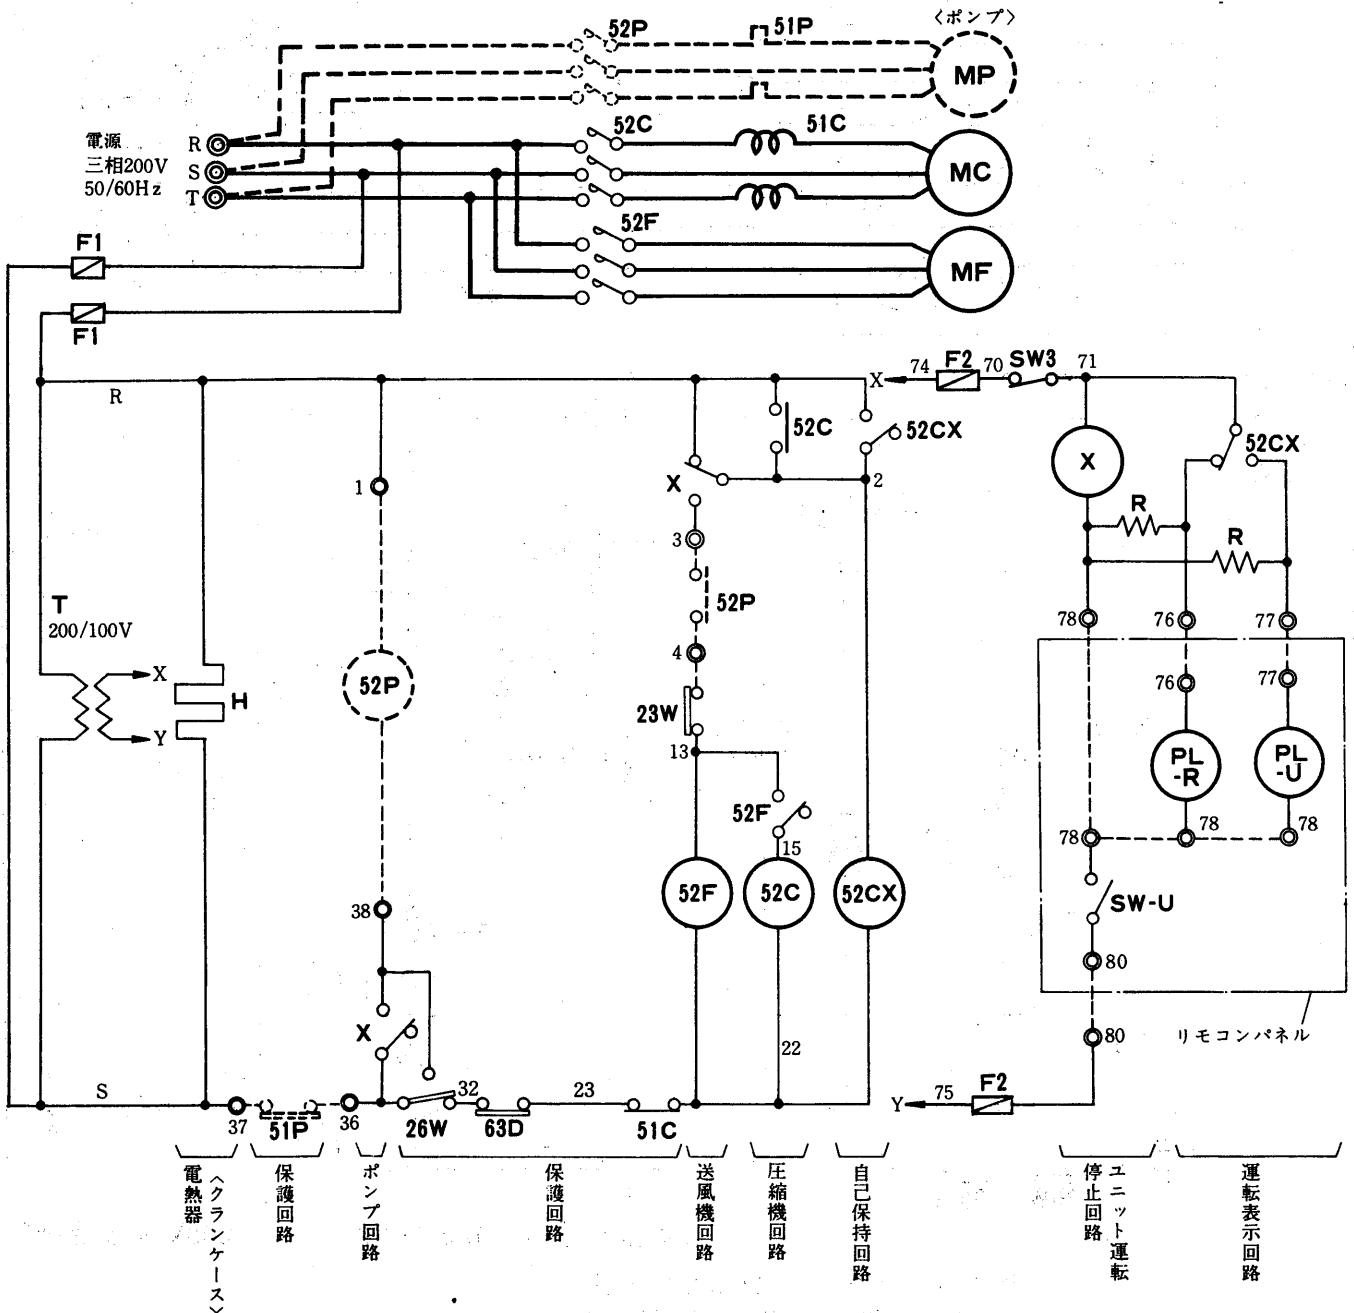 〈ポンプ〉
52P
51P
MP
電源
三相200V
50/60Hz
R
S
T
52C
51C
MC
52F
MF
F1
F1
R
X
74
F2
70
SW3
71
52C
52CX
X
52CX
1
X
2
R
3
R
T
200/100V
52P
78
76
77
4
X
H
52P
23W
76
77
Y
13
PL
-R
PL
-U
52F
15
78
78
78
52F
52C
52CX
SW-U
38
80
X
22
80
リモコンパネル
S
32
23
Y
75
F2
37
51P
36
26W
63D
51C
電熱器
〈クランケース〉
保護回路
ポンプ回路
保護回路
送風機回路
圧縮機回路
自己保持回路
ユニット運転
停止回路
運転表示回路